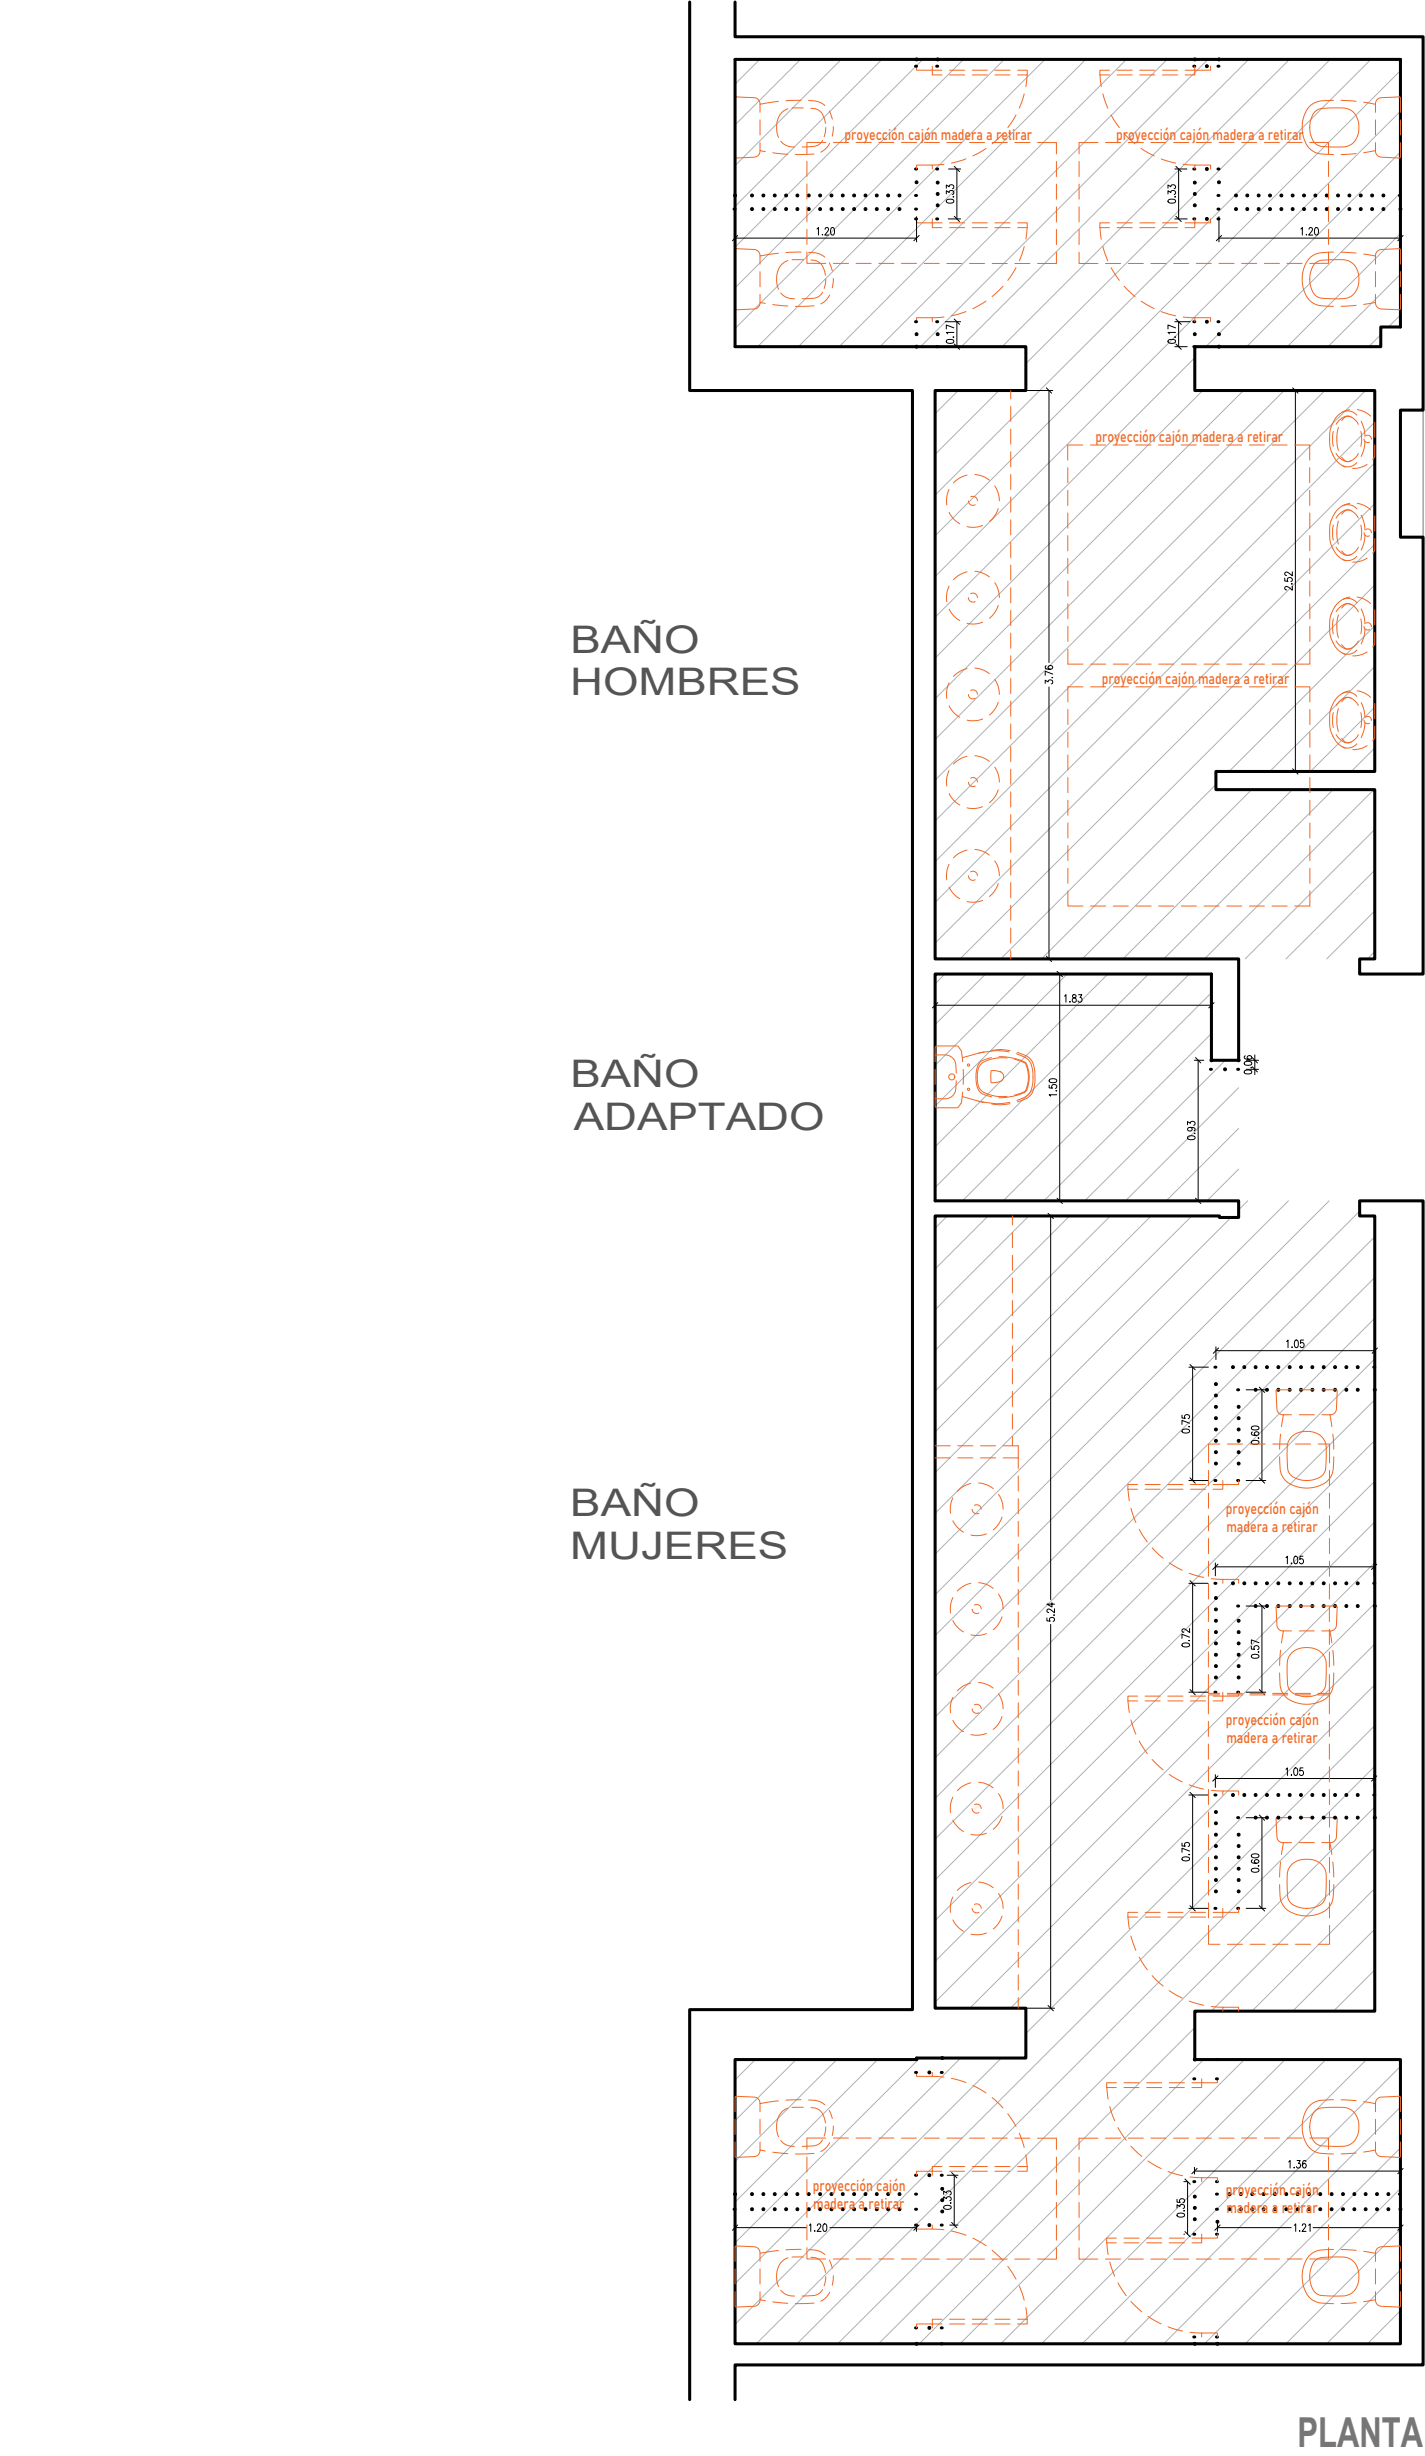 proyección cajón madera a retirar
proyección cajón madera a retirar
0.33
0.33
1.20
1.20
0.17
0.17
proyección cajón madera a retirar
2.52
BAÑO
HOMBRES
3.76
proyección cajón madera a retirar
1.83
BAÑO
ADAPTADO
0.06
1.50
0.93
1.05
0.75
0.60
BAÑO
MUJERES
proyección cajón
madera a retirar
1.05
5.24
0.72
0.57
proyección cajón
madera a retirar
1.05
0.75
0.60
1.36
proyección cajón
madera a retirar
0.33
0.35
proyección cajón
madera a retirar
1.20
1.21
PLANTA